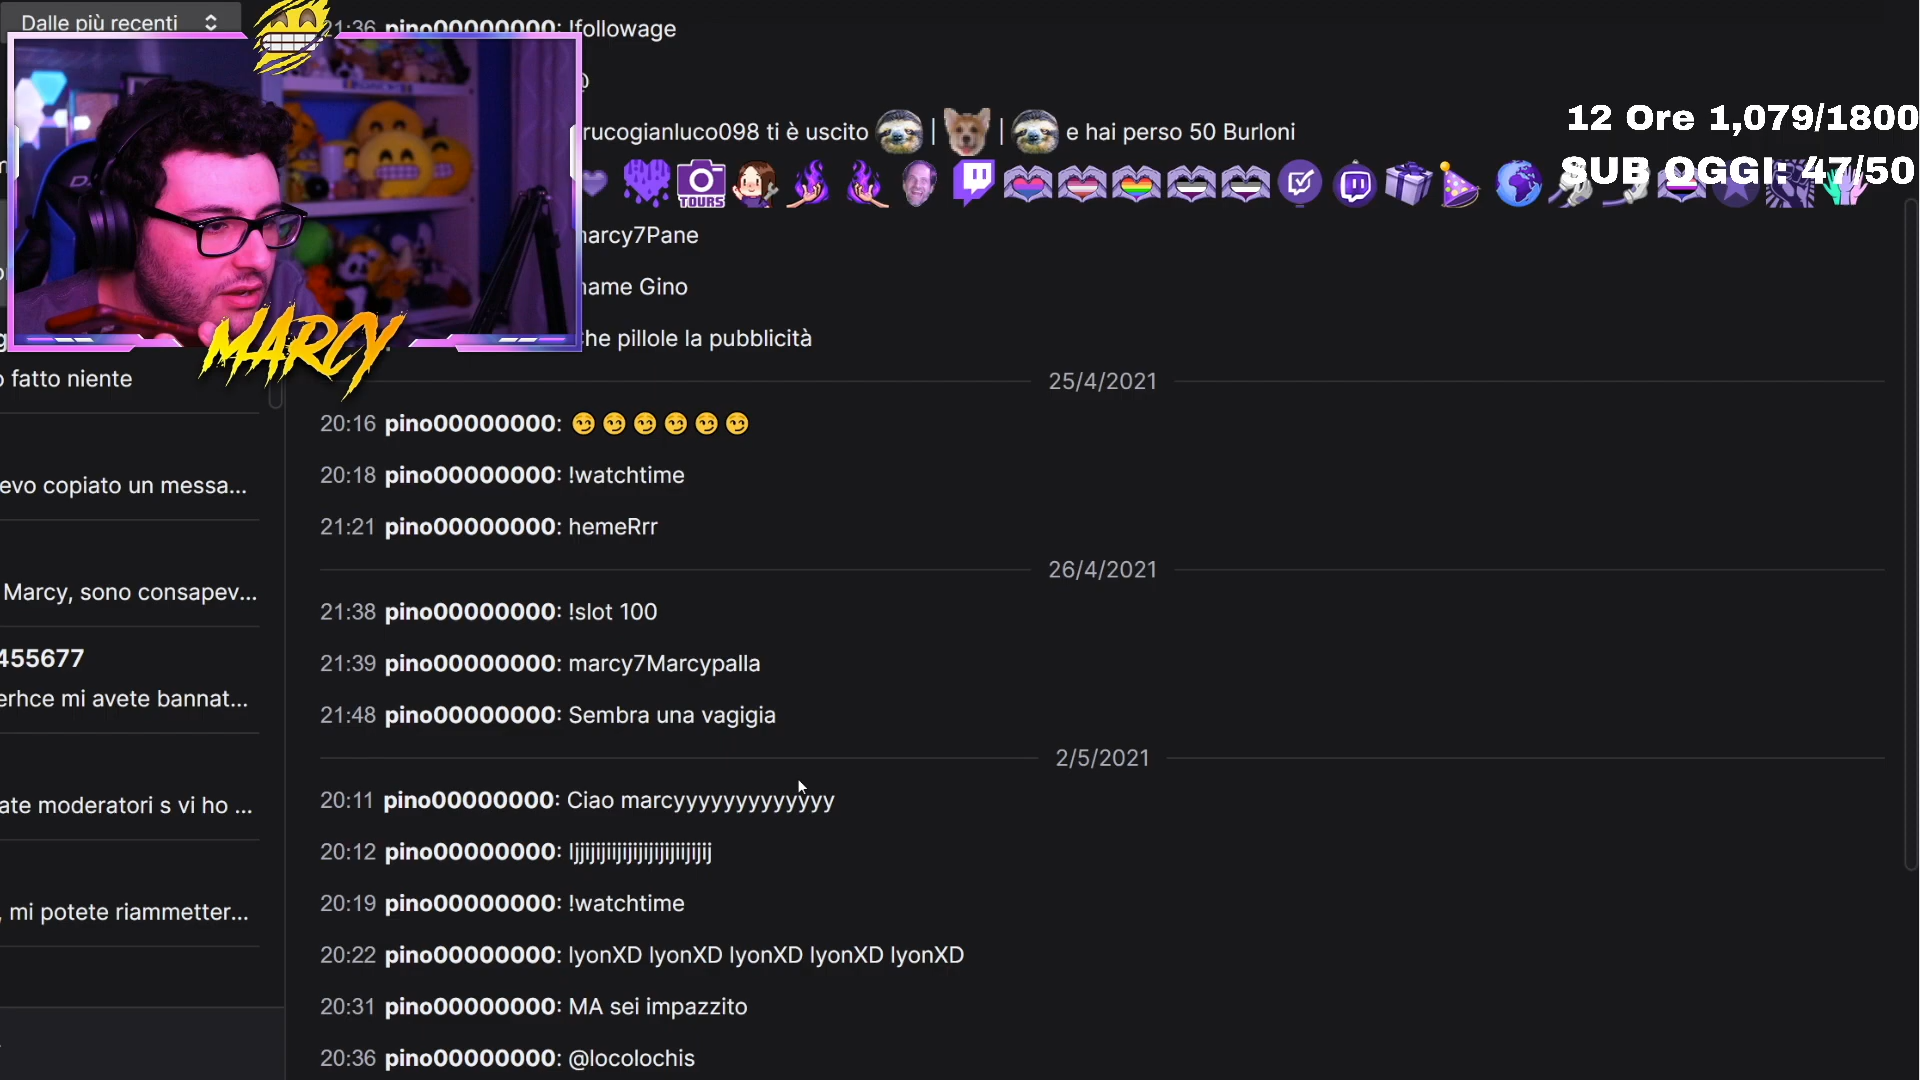 Dalle più recenti
21:36 pino00000000: !followage
@
rucogianluco098 ti è uscito | | e hai perso 50 Burloni
12 Ore 1,079/1800
SUB OGGI: 47/50
TOURS
marcy7Pane
name Gino
Che pillole la pubblicità
MARCY
o fatto niente
evo copiato un messa...
Marcy, sono consapev...
455677
erhce mi avete bannat...
ate moderatori s vi ho ...
, mi potete riammetter...
25/4/2021
20:16 pino00000000: 😏😏😏😏😏😏
20:18 pino00000000: !watchtime
21:21 pino00000000: hemeRrr
26/4/2021
21:38 pino00000000: !slot 100
21:39 pino00000000: marcy7Marcypalla
21:48 pino00000000: Sembra una vagigia
2/5/2021
20:11 pino00000000: Ciao marcyyyyyyyyyyyyy
20:12 pino00000000:
20:19 pino00000000: !watchtime
20:22 pino00000000: lyonXD lyonXD lyonXD lyonXD lyonXD
20:31 pino00000000: MA sei impazzito
20:36 pino00000000: @locolochis